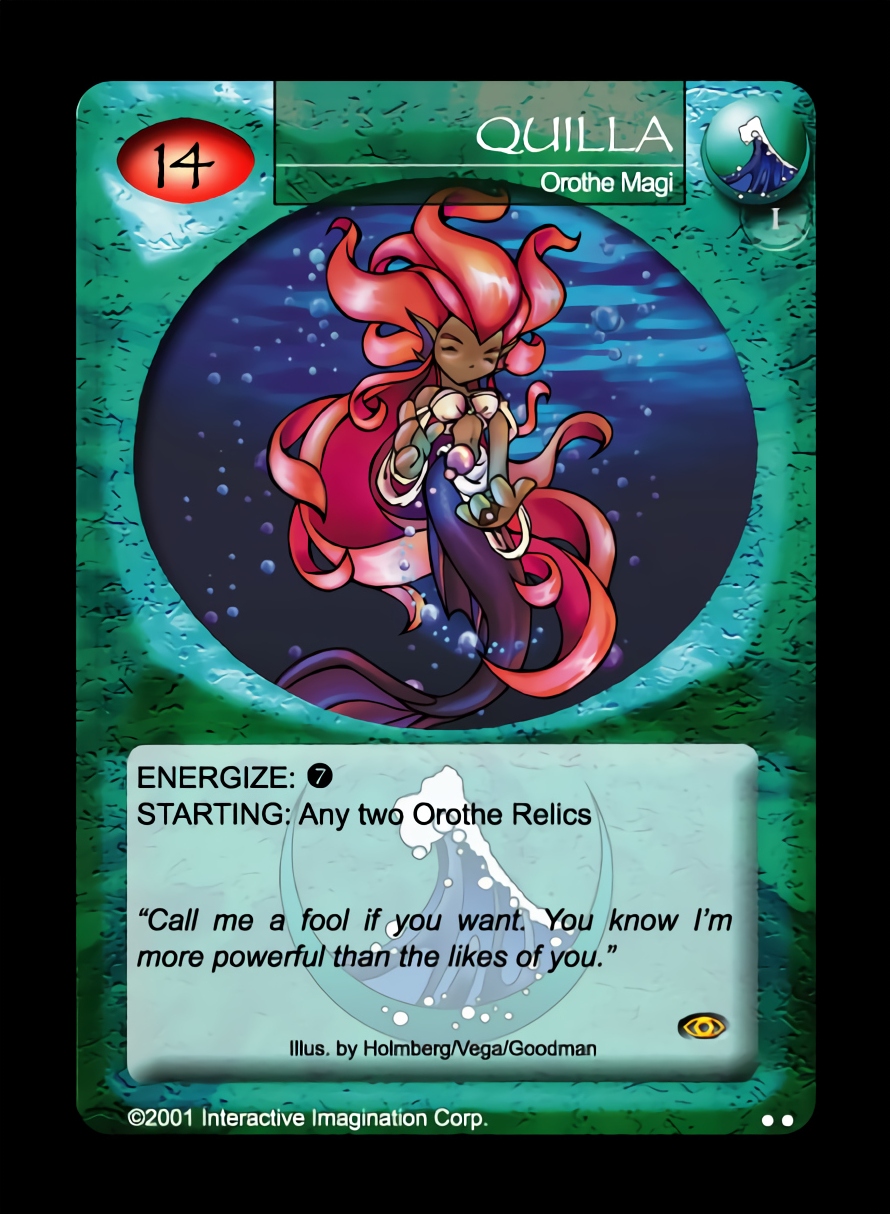 14
QUILLA
Orothe Magi
I
ENERGIZE: 7
STARTING: Any two Orothe Relics
“Call me a fool if you want. You know I’m
more powerful than the likes of you.”
Illus. by Holmberg/Vega/Goodman
©2001 Interactive Imagination Corp.